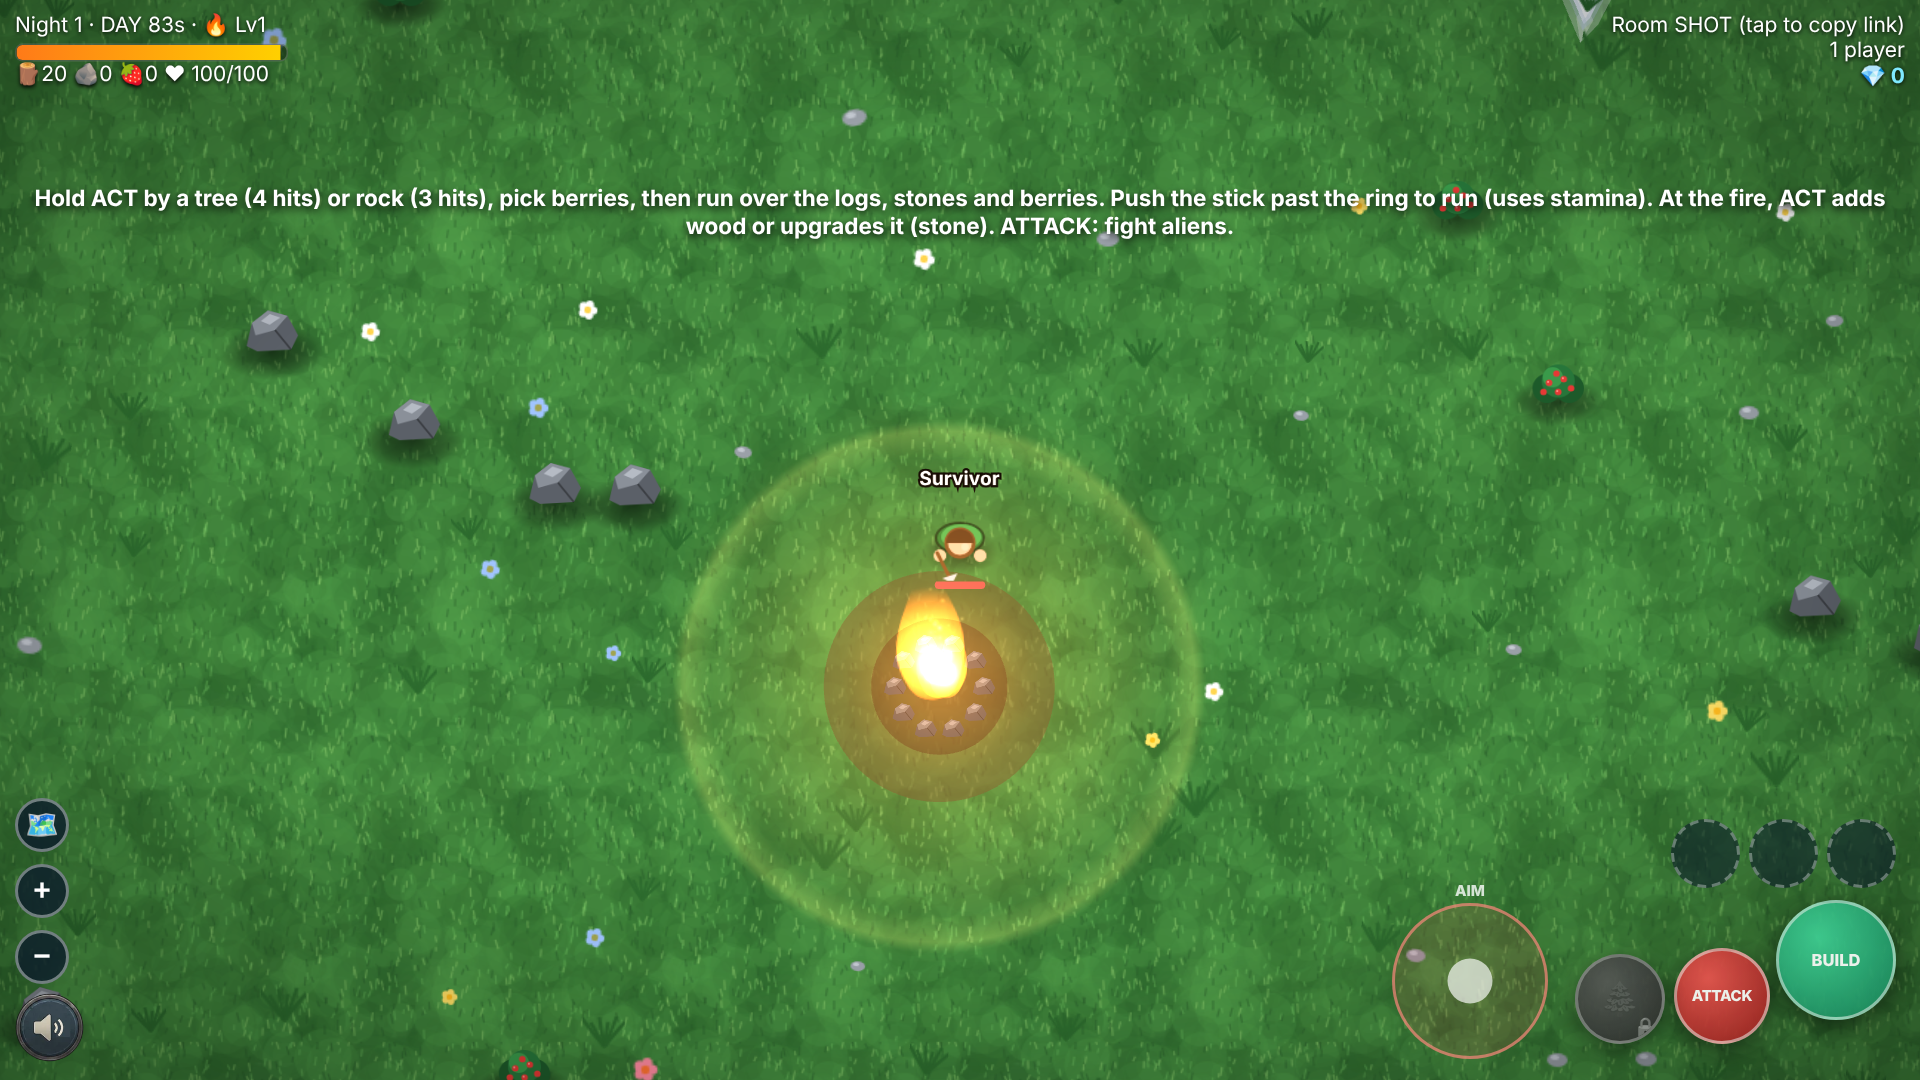 Night 1 · DAY 83s · 🔥 Lv1
20 0 0 ♥ 100/100
Room SHOT (tap to copy link)
1 player
0
Hold ACT by a tree (4 hits) or rock (3 hits), pick berries, then run over the logs, stones and berries. Push the stick past the ring to run (uses stamina). At the fire, ACT adds
wood or upgrades it (stone). ATTACK: fight aliens.
Survivor
+
−
AIM
ATTACK
BUILD